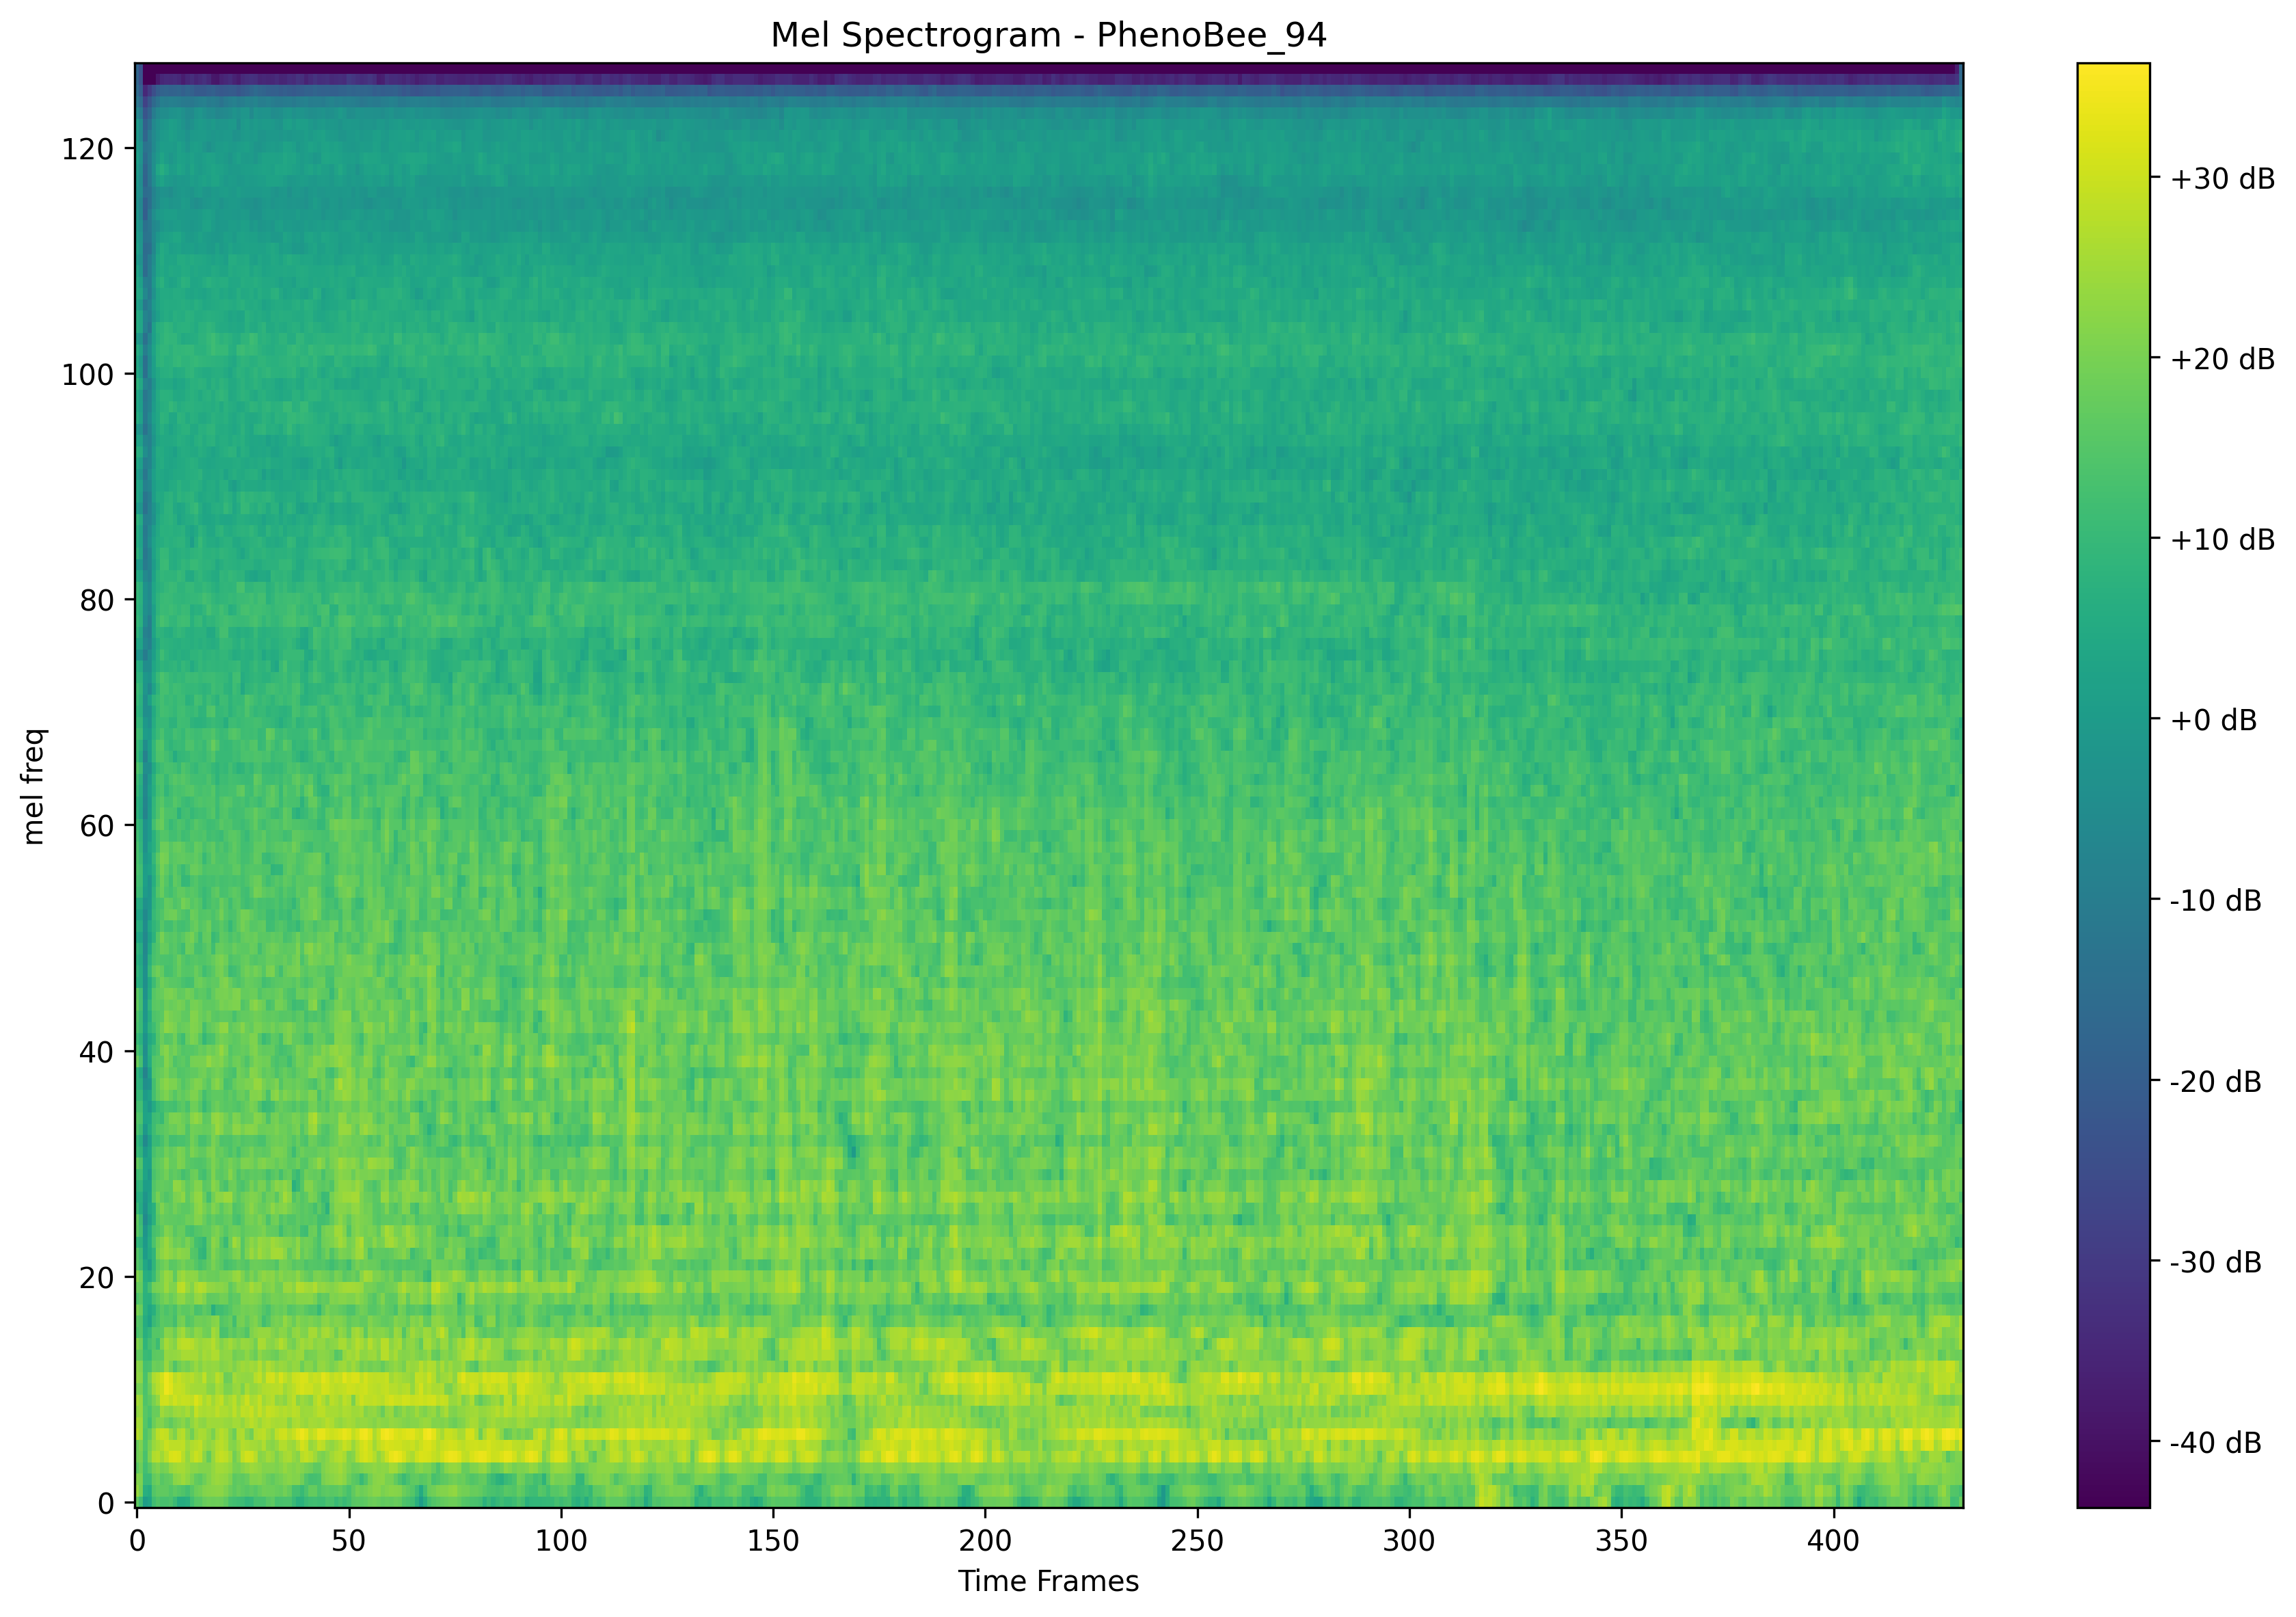 Mel Spectrogram - PhenoBee_94
120
100
80
60
40
20
0
mel freq
0 50 100 150 200 250 300 350 400
Time Frames
+30 dB
+20 dB
+10 dB
+0 dB
-10 dB
-20 dB
-30 dB
-40 dB